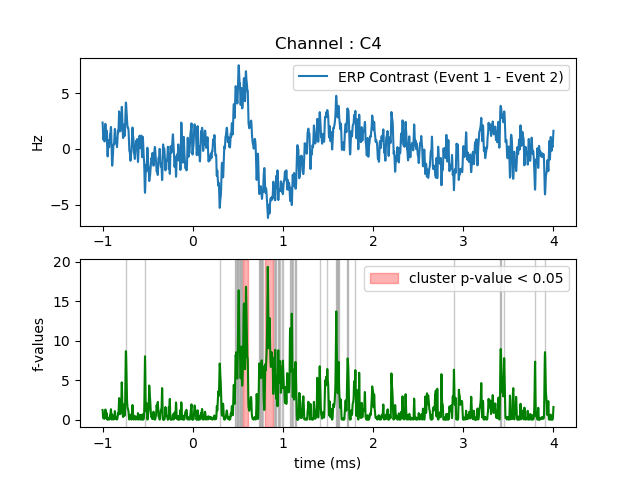 Channel : C4
ERP Contrast (Event 1 - Event 2)
Hz
5
0
−5
−1 0 1 2 3 4
cluster p-value < 0.05
f-values
20
15
10
5
0
−1 0 1 2 3 4
time (ms)